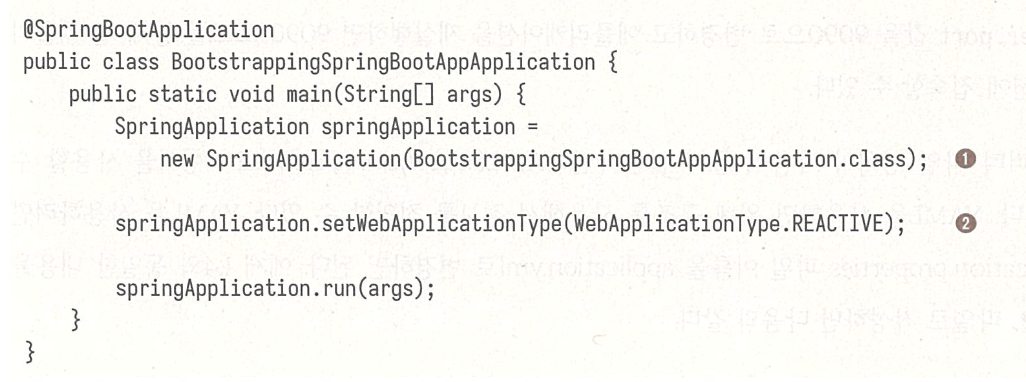 @SpringBootApplication
public class BootstrappingSpringBootAppApplication {
    public static void main(String[] args) {
        SpringApplication springApplication =
            new SpringApplication(BootstrappingSpringBootAppApplication.class); ❶
        springApplication.setWebApplicationType(WebApplicationType.REACTIVE); ❷
        springApplication.run(args);
    }
}